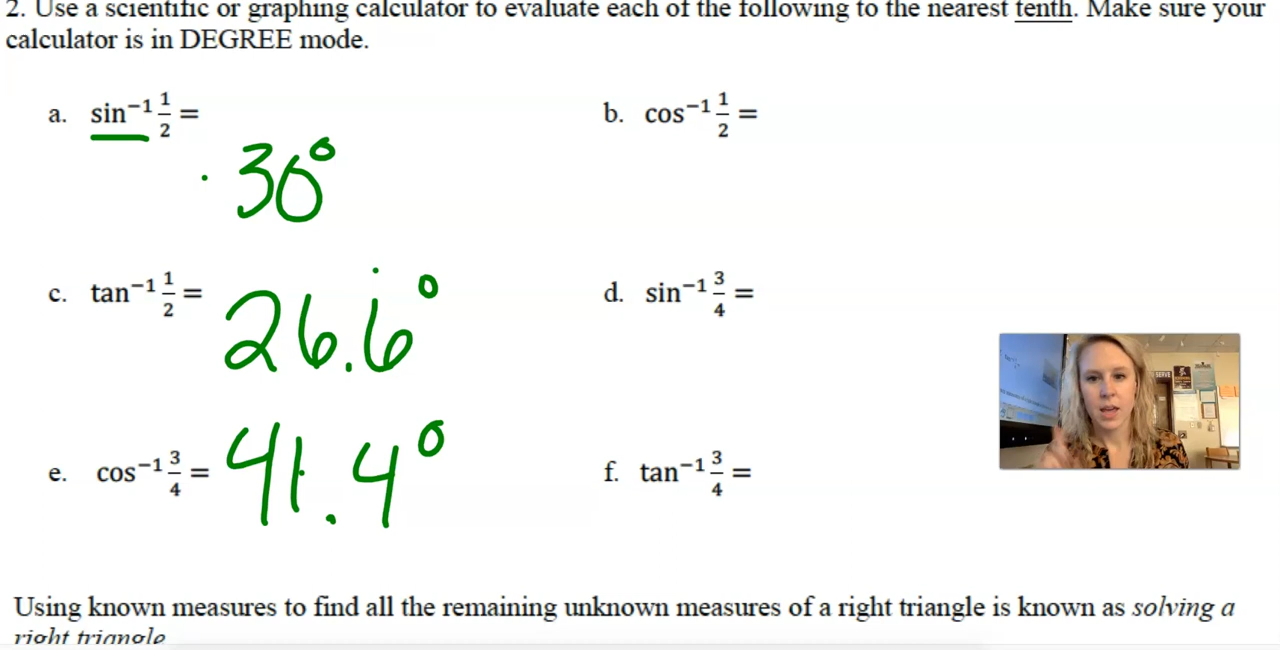 2. Use a scientific or graphing calculator to evaluate each of the following to the nearest tenth. Make sure your
calculator is in DEGREE mode.
a. sin⁻¹ 1/2 =
b. cos⁻¹ 1/2 =
30°
c. tan⁻¹ 1/2 = 26.6°
d. sin⁻¹ 3/4 =
SERVE
e. cos⁻¹ 3/4 = 41.4°
f. tan⁻¹ 3/4 =
Using known measures to find all the remaining unknown measures of a right triangle is known as solving a
right triangle